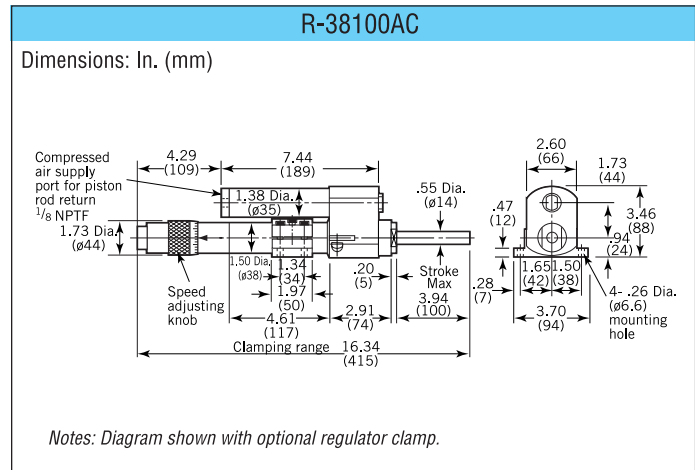 R-38100AC
Dimensions: In. (mm)
4.29
(109)
7.44
(189)
2.60
(66)
1.73
(44)
Compressed
air supply
port for piston
rod return
1/8 NPTF
1.38 Dia.
(ø35)
.55 Dia.
(ø14)
.47
(12)
3.46
(88)
1.73 Dia.
(ø44)
.94
(24)
1.50 Dia.
(ø38)
1.34
(34)
.20
(5)
Stroke
Max
.28
(7)
1.65
(42)
1.50
(38)
4- .26 Dia.
(ø6.6)
mounting
hole
Speed
adjusting
knob
1.97
(50)
3.94
(100)
4.61
(117)
2.91
(74)
3.70
(94)
Clamping range
16.34
(415)
Notes: Diagram shown with optional regulator clamp.